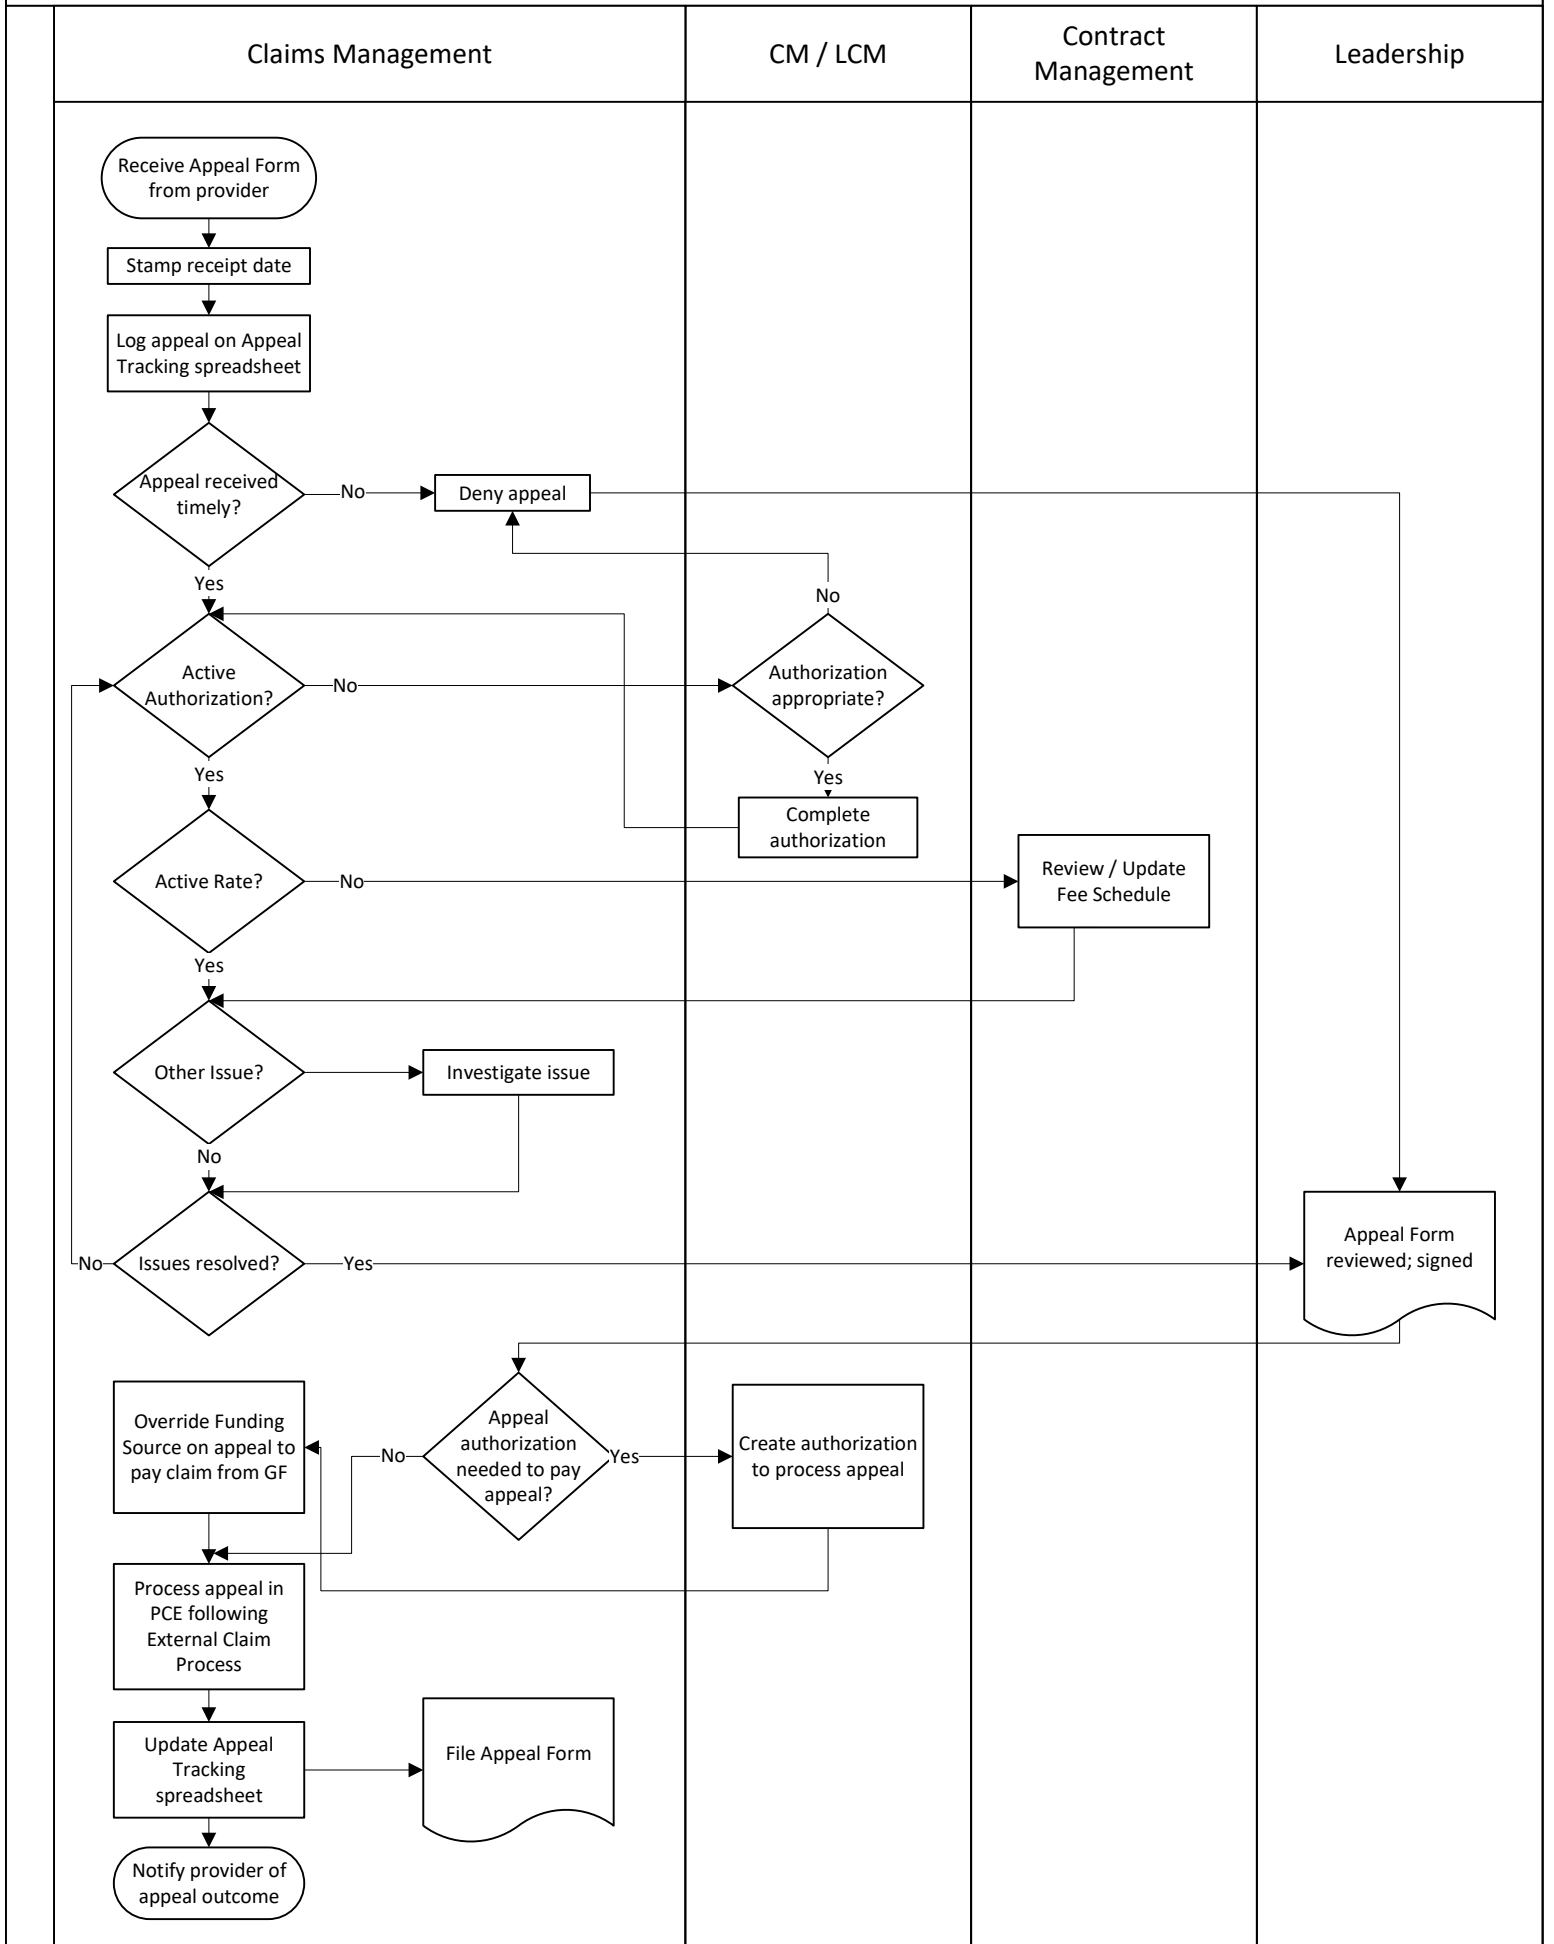 Claims Management
CM / LCM
Contract
Management
Leadership
Receive Appeal Form
from provider
Stamp receipt date
Log appeal on Appeal
Tracking spreadsheet
Appeal received
timely?
No
Deny appeal
Yes
No
Active
Authorization?
No
Authorization
appropriate?
Yes
Yes
Complete
authorization
Active Rate?
No
Review / Update
Fee Schedule
Yes
Other Issue?
Investigate issue
No
Issues resolved?
No
Yes
Appeal Form
reviewed; signed
Override Funding
Source on appeal to
pay claim from GF
No
Appeal
authorization
needed to pay
appeal?
Yes
Create authorization
to process appeal
Process appeal in
PCE following
External Claim
Process
Update Appeal
Tracking
spreadsheet
File Appeal Form
Notify provider of
appeal outcome